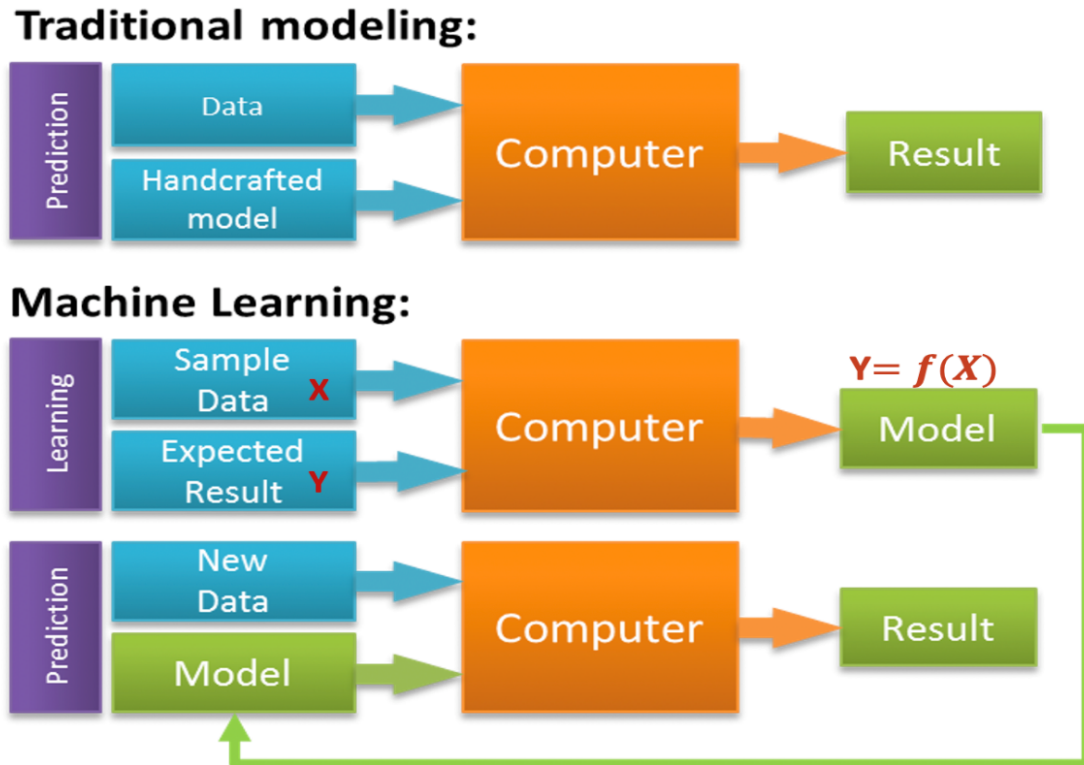 Traditional modeling:
Prediction
Data
Handcrafted
model
Computer
Result
Machine Learning:
Learning
Sample
Data X
Expected
Result Y
Computer
Y= f(X)
Model
Prediction
New
Data
Model
Computer
Result